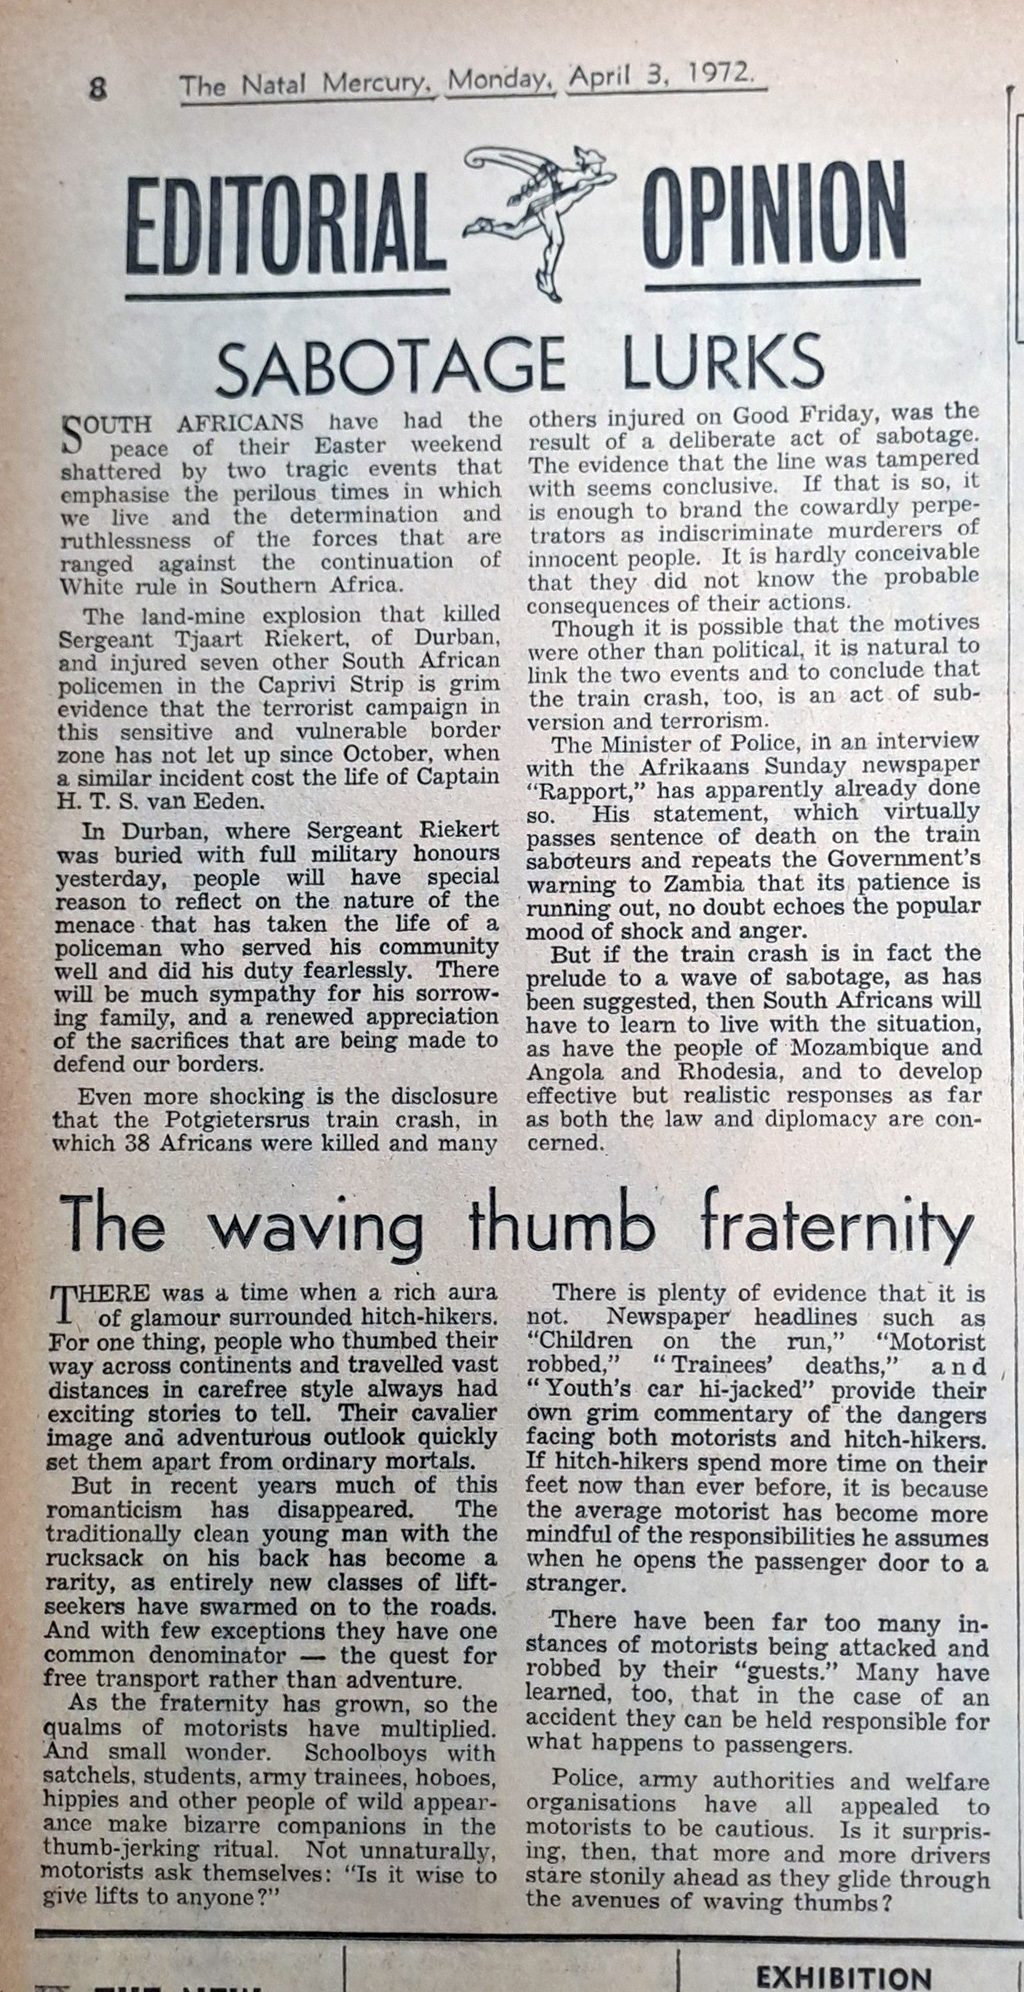 8
The Natal Mercury, Monday, April 3, 1972.
EDITORIAL OPINION
SABOTAGE LURKS
SOUTH AFRICANS have had the
peace of their Easter weekend
shattered by two tragic events that
emphasise the perilous times in which
we live and the determination and
ruthlessness of the forces that are
ranged against the continuation of
White rule in Southern Africa.
The land-mine explosion that killed
Sergeant Tjaart Riekert, of Durban,
and injured seven other South African
policemen in the Caprivi Strip is grim
evidence that the terrorist campaign in
this sensitive and vulnerable border
zone has not let up since October, when
a similar incident cost the life of Captain
H. T. S. van Eeden.
In Durban, where Sergeant Riekert
was buried with full military honours
yesterday, people will have special
reason to reflect on the nature of the
menace that has taken the life of a
policeman who served his community
well and did his duty fearlessly. There
will be much sympathy for his sorrow-
ing family, and a renewed appreciation
of the sacrifices that are being made to
defend our borders.
Even more shocking is the disclosure
that the Potgietersrus train crash, in
which 38 Africans were killed and many
others injured on Good Friday, was the
result of a deliberate act of sabotage.
The evidence that the line was tampered
with seems conclusive. If that is so, it
is enough to brand the cowardly perpe-
trators as indiscriminate murderers of
innocent people. It is hardly conceivable
that they did not know the probable
consequences of their actions.
Though it is possible that the motives
were other than political, it is natural to
link the two events and to conclude that
the train crash, too, is an act of sub-
version and terrorism.
The Minister of Police, in an interview
with the Afrikaans Sunday newspaper
"Rapport," has apparently already done
so. His statement, which virtually
passes sentence of death on the train
saboteurs and repeats the Government's
warning to Zambia that its patience is
running out, no doubt echoes the popular
mood of shock and anger.
But if the train crash is in fact the
prelude to a wave of sabotage, as has
been suggested, then South Africans will
have to learn to live with the situation,
as have the people of Mozambique and
Angola and Rhodesia, and to develop
effective but realistic responses as far
as both the law and diplomacy are con-
cerned.
The waving thumb fraternity
THERE was a time when a rich aura
of glamour surrounded hitch-hikers.
For one thing, people who thumbed their
way across continents and travelled vast
distances in carefree style always had
exciting stories to tell. Their cavalier
image and adventurous outlook quickly
set them apart from ordinary mortals.
But in recent years much of this
romanticism has disappeared. The
traditionally clean young man with the
rucksack on his back has become a
rarity, as entirely new classes of lift-
seekers have swarmed on to the roads.
And with few exceptions they have one
common denominator — the quest for
free transport rather than adventure.
As the fraternity has grown, so the
qualms of motorists have multiplied.
And small wonder. Schoolboys with
satchels, students, army trainees, hoboes,
hippies and other people of wild appear-
ance make bizarre companions in the
thumb-jerking ritual. Not unnaturally,
motorists ask themselves: "Is it wise to
give lifts to anyone?"
There is plenty of evidence that it is
not. Newspaper headlines such as
"Children on the run," "Motorist
robbed," "Trainees' deaths," and
"Youth's car hi-jacked" provide their
own grim commentary of the dangers
facing both motorists and hitch-hikers.
If hitch-hikers spend more time on their
feet now than ever before, it is because
the average motorist has become more
mindful of the responsibilities he assumes
when he opens the passenger door to a
stranger.
There have been far too many in-
stances of motorists being attacked and
robbed by their "guests." Many have
learned, too, that in the case of an
accident they can be held responsible for
what happens to passengers.
Police, army authorities and welfare
organisations have all appealed to
motorists to be cautious. Is it surpris-
ing, then, that more and more drivers
stare stonily ahead as they glide through
the avenues of waving thumbs?
EXHIBITION